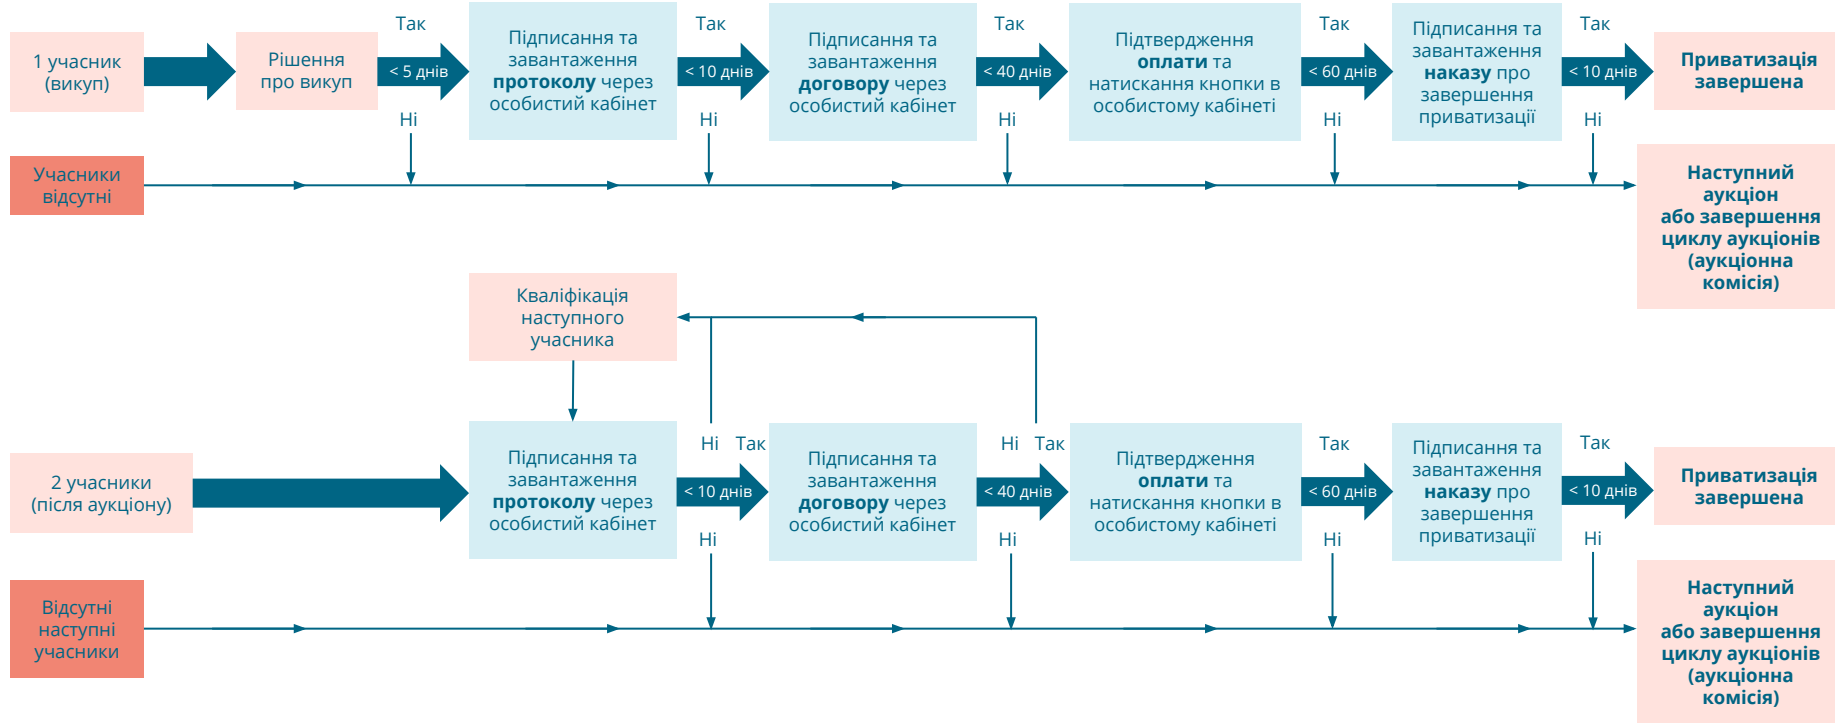 1 учасник
(викуп)
Рішення
про викуп
Так
< 5 днів
Ні
Підписання та
завантаження
протоколу через
особистий кабінет
Так
< 10 днів
Ні
Підписання та
завантаження
договору через
особистий кабінет
Так
< 40 днів
Ні
Підтвердження
оплати та
натискання кнопки в
особистому кабінеті
Так
< 60 днів
Ні
Підписання та
завантаження
наказу про
завершення
приватизації
Так
< 10 днів
Ні
Приватизація
завершена
Учасники
відсутні
Наступний
аукціон
або завершення
циклу аукціонів
(аукціонна
комісія)
Кваліфікація
наступного
учасника
2 учасники
(після аукціону)
Підписання та
завантаження
протоколу через
особистий кабінет
Ні Так
< 10 днів
Ні
Підписання та
завантаження
договору через
особистий кабінет
Ні Так
< 40 днів
Ні
Підтвердження
оплати та
натискання кнопки в
особистому кабінеті
Так
< 60 днів
Ні
Підписання та
завантаження
наказу про
завершення
приватизації
Так
< 10 днів
Ні
Приватизація
завершена
Відсутні
наступні
учасники
Наступний
аукціон
або завершення
циклу аукціонів
(аукціонна
комісія)